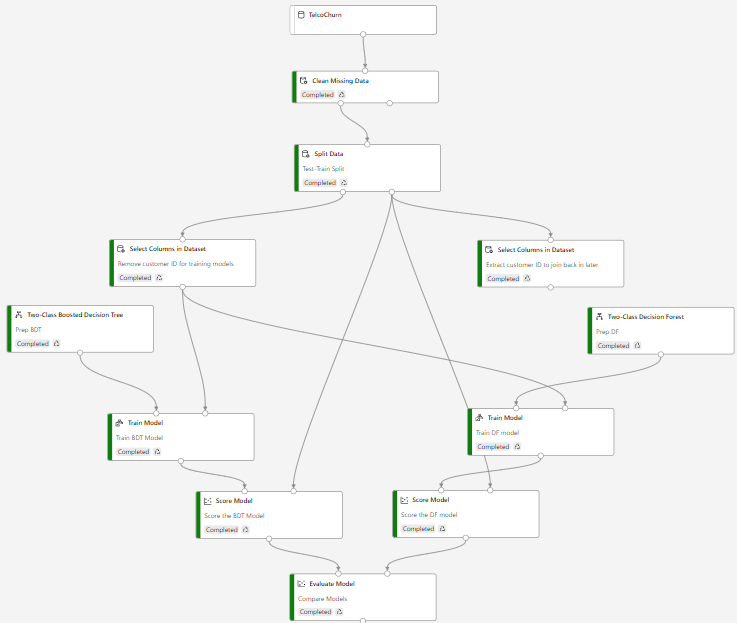 TelcoChurn
Clean Missing Data
Completed
Split Data
Test-Train Split
Completed
Select Columns in Dataset
Remove customer ID for training models
Completed
Select Columns in Dataset
Extract customer ID to join back in later
Completed
Two-Class Boosted Decision Tree
Prep BDT
Completed
Two-Class Decision Forest
Prep DF
Completed
Train Model
Train BDT Model
Completed
Train Model
Train DF model
Completed
Score Model
Score the BDT Model
Completed
Score Model
Score the DF model
Completed
Evaluate Model
Compare Models
Completed